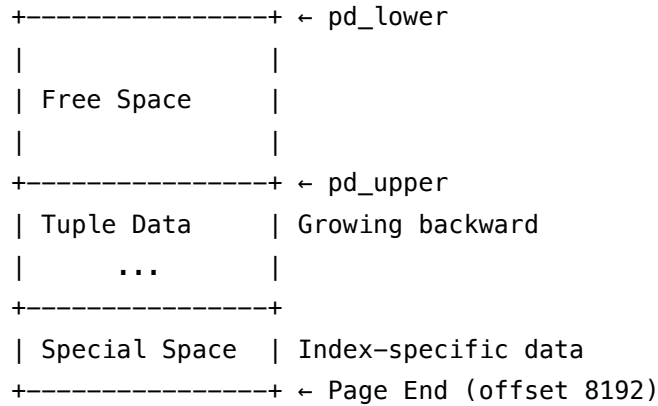 +----------------+ ← pd_lower
|                |
| Free Space     |
|                |
+----------------+ ← pd_upper
| Tuple Data     | Growing backward
|      ...       |
+----------------+
| Special Space  | Index-specific data
+----------------+ ← Page End (offset 8192)